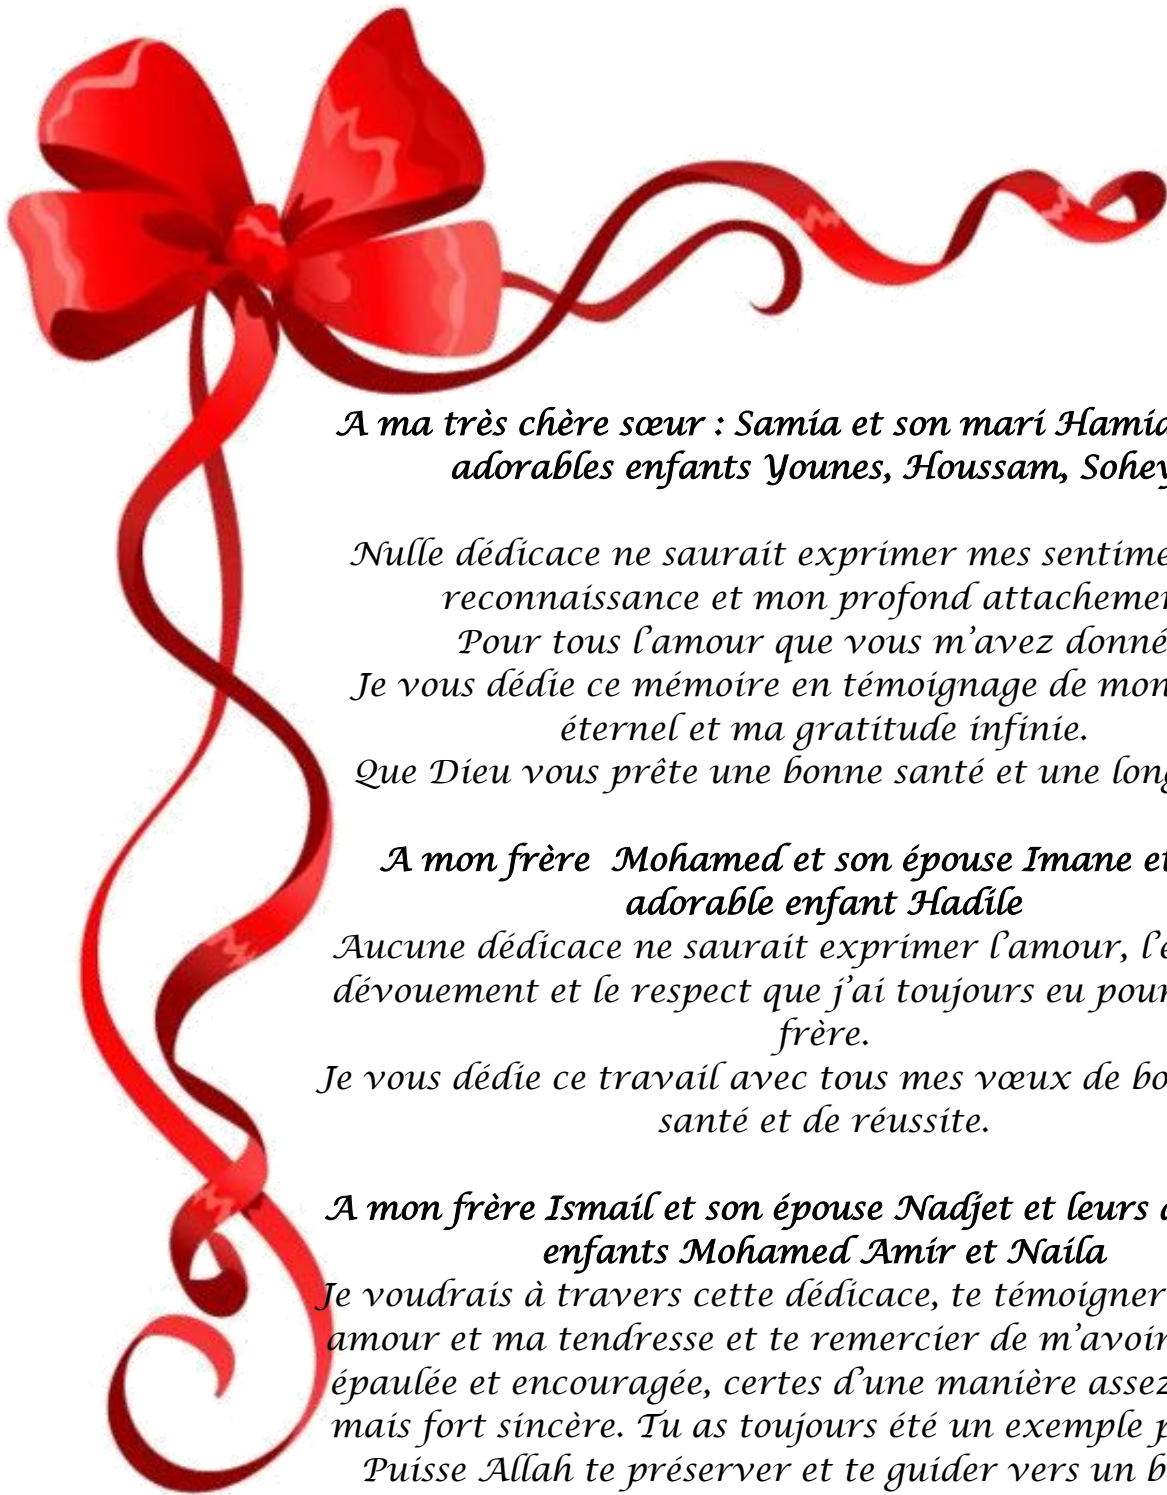 A ma très chère sœur : Samia et son mari Hamid
adorables enfants Younes, Houssam,
Nulle dédicace ne saurait exprimer mes
reconnaissance et mon profond
Pour tous l'amour que vous m'avez donné
Je vous dédie ce mémoire en témoignage de mon
éternel et ma gratitude infinie.
Que Dieu vous prête une bonne santé et une
A mon frère Mohamed et son épouse Imane et
adorable enfant Hadile
Aucune dédicace ne saurait exprimer l'amour,
dévouement et le respect que j'ai toujours eu pour
frère.
Je vous dédie ce travail avec tous mes vœux de
santé et de réussite.
A mon frère Ismail et son épouse Nadjet et leurs
enfants Mohamed Amir et Naila
Je voudrais à travers cette dédicace, te témoigner
amour et ma tendresse et te remercier de m'avoir
épaulée et encouragée, certes d'une manière assez
mais fort sincère. Tu as toujours été un exemple
Puisse Allah te préserver et te guider vers un